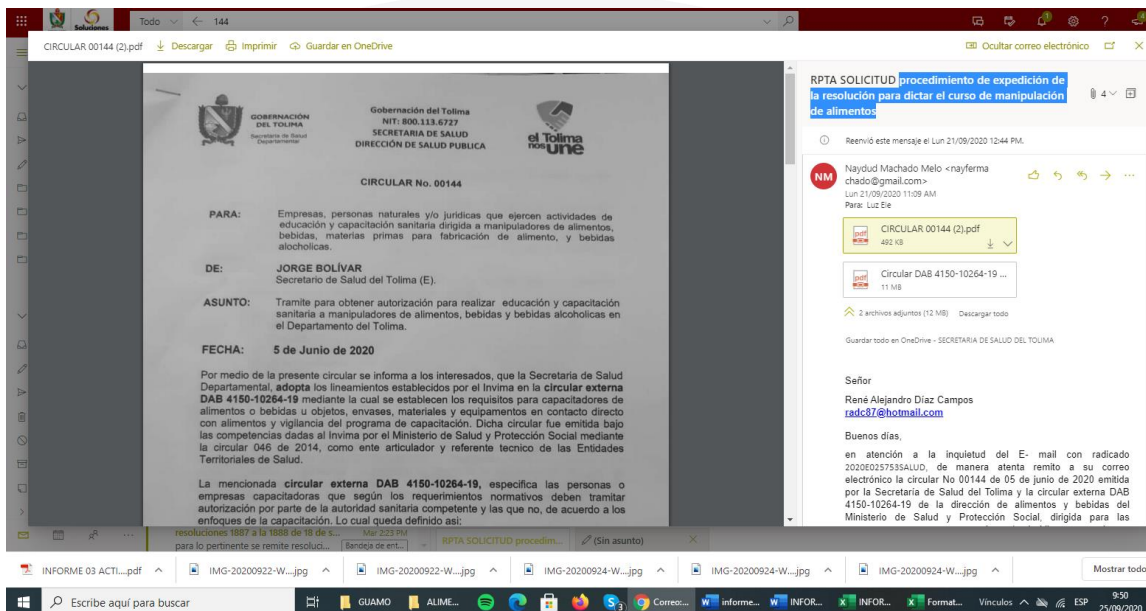 Soluciones
Todo
144
CIRCULAR 00144 (2).pdf
Descargar
Imprimir
Guardar en OneDrive
Ocultar correo electrónico
GOBERNACIÓN
DEL TOLIMA
Secretaría de Salud
Departamental
Gobernación del Tolima
NIT: 800.113.6727
SECRETARIA DE SALUD
DIRECCIÓN DE SALUD PUBLICA
el Tolima
nos une
CIRCULAR No. 00144
PARA:
Empresas, personas naturales y/o jurídicas que ejercen actividades de
educación y capacitación sanitaria dirigida a manipuladores de alimentos,
bebidas, materias primas para fabricación de alimento, y bebidas
alocholicas.
DE:
JORGE BOLÍVAR
Secretario de Salud del Tolima (E).
ASUNTO:
Tramite para obtener autorización para realizar educación y capacitación
sanitaria a manipuladores de alimentos, bebidas y bebidas alcoholicas en
el Departamento del Tolima.
FECHA:
5 de Junio de 2020
Por medio de la presente circular se informa a los interesados, que la Secretaria de Salud
Departamental, adopta los lineamientos establecidos por el Invima en la circular externa
DAB 4150-10264-19 mediante la cual se establecen los requisitos para capacitadores de
alimentos o bebidas u objetos, envases, materiales y equipamentos en contacto directo
con alimentos y vigilancia del programa de capacitación. Dicha circular fue emitida bajo
las competencias dadas al Invima por el Ministerio de Salud y Protección Social mediante
la circular 046 de 2014, como ente articulador y referente tecnico de las Entidades
Territoriales de Salud.
La mencionada circular externa DAB 4150-10264-19, especifica las personas o
empresas capacitadoras que según los requerimientos normativos deben tramitar
autorización por parte de la autoridad sanitaria competente y las que no, de acuerdo a los
enfoques de la capacitación. Lo cual queda definido asi:
RPTA SOLICITUD procedimiento de expedición de
la resolución para dictar el curso de manipulación
de alimentos
4
Reenvió este mensaje el Lun 21/09/2020 12:44 PM.
NM
Naydud Machado Melo <nayferma
chado@gmail.com>
Lun 21/09/2020 11:09 AM
Para: Luz Ele
CIRCULAR 00144 (2).pdf
492 KB
Circular DAB 4150-10264-19 ...
11 MB
2 archivos adjuntos (12 MB)
Descargar todo
Guardar todo en OneDrive - SECRETARIA DE SALUD DEL TOLIMA
Señor
René Alejandro Díaz Campos
radc87@hotmail.com
Buenos días,
en atención a la inquietud del E- mail con radicado
2020E025753SALUD, de manera atenta remito a su correo
electrónico la circular No 00144 de 05 de junio de 2020 emitida
por la Secretaría de Salud del Tolima y la circular externa DAB
4150-10264-19 de la dirección de alimentos y bebidas del
Ministerio de Salud y Protección Social, dirigida para las
resoluciones 1887 a la 1888 de 18 de s...
Mar 2:23 PM
para lo pertinente se remite resoluci...
Bandeja de ent...
RPTA SOLICITUD procedim...
(Sin asunto)
INFORME 03 ACTI....pdf
IMG-20200922-W....jpg
IMG-20200922-W....jpg
IMG-20200924-W....jpg
IMG-20200924-W....jpg
IMG-20200924-W....jpg
Mostrar todo
Escribe aquí para buscar
GUAMO
ALIME...
Correo:...
informe...
INFOR...
INFOR...
Format...
Vínculos
ESP
9:50
25/09/2020